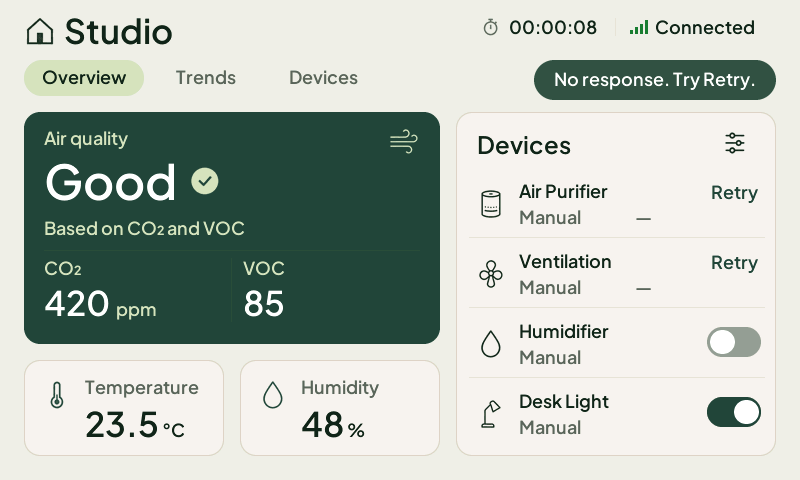 Studio
00:00:08
Connected
Overview
Trends
Devices
No response. Try Retry.
Air quality
Good
Based on CO₂ and VOC
CO₂
VOC
420 ppm
85
Temperature
23.5 °C
Humidity
48 %
Devices
Air Purifier
Retry
Manual —
Ventilation
Retry
Manual —
Humidifier
Manual
Desk Light
Manual